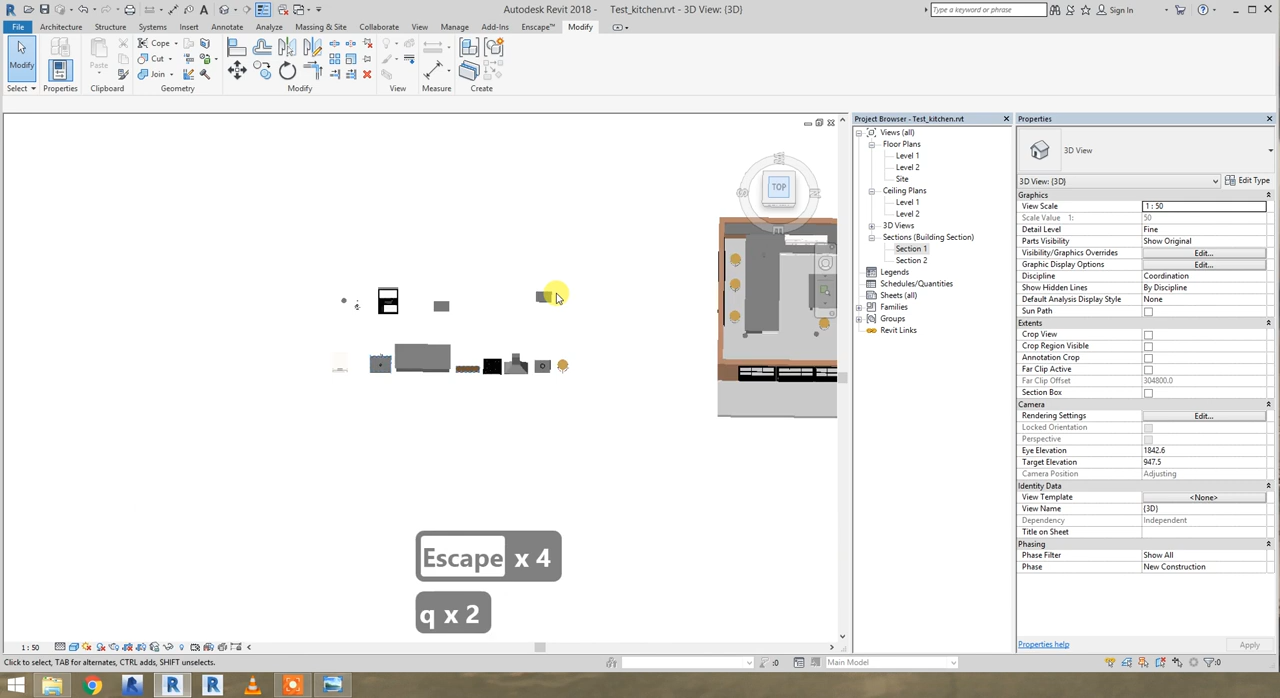 Autodesk Revit 2018 - Test_kitchen.rvt - 3D View: {3D}
Type a keyword or phrase
Sign In
File Architecture Structure Systems Insert Annotate Analyze Massing & Site Collaborate View Manage Add-Ins Enscape™ Modify
Modify Paste Cope Cut Join
Select Properties Clipboard Geometry Modify View Measure Create
Project Browser - Test_kitchen.rvt
Views (all)
Floor Plans
Level 1
Level 2
Site
Ceiling Plans
Level 1
Level 2
3D Views
Sections (Building Section)
Section 1
Section 2
Legends
Schedules/Quantities
Sheets (all)
Families
Groups
Revit Links
TOP
Properties
3D View
3D View: {3D} Edit Type
Graphics
View Scale 1 : 50
Scale Value 1: 50
Detail Level Fine
Parts Visibility Show Original
Visibility/Graphics Overrides Edit...
Graphic Display Options Edit...
Discipline Coordination
Show Hidden Lines By Discipline
Default Analysis Display Style None
Sun Path
Extents
Crop View
Crop Region Visible
Annotation Crop
Far Clip Active
Far Clip Offset 304800.0
Section Box
Camera
Rendering Settings Edit...
Locked Orientation
Perspective
Eye Elevation 1842.6
Target Elevation 947.5
Camera Position Adjusting
Identity Data
View Template <None>
View Name {3D}
Dependency Independent
Title on Sheet
Phasing
Phase Filter Show All
Phase New Construction
Properties help Apply
Escape x 4
q x 2
1 : 50
Click to select, TAB for alternates, CTRL adds, SHIFT unselects.
:0 Main Model :0